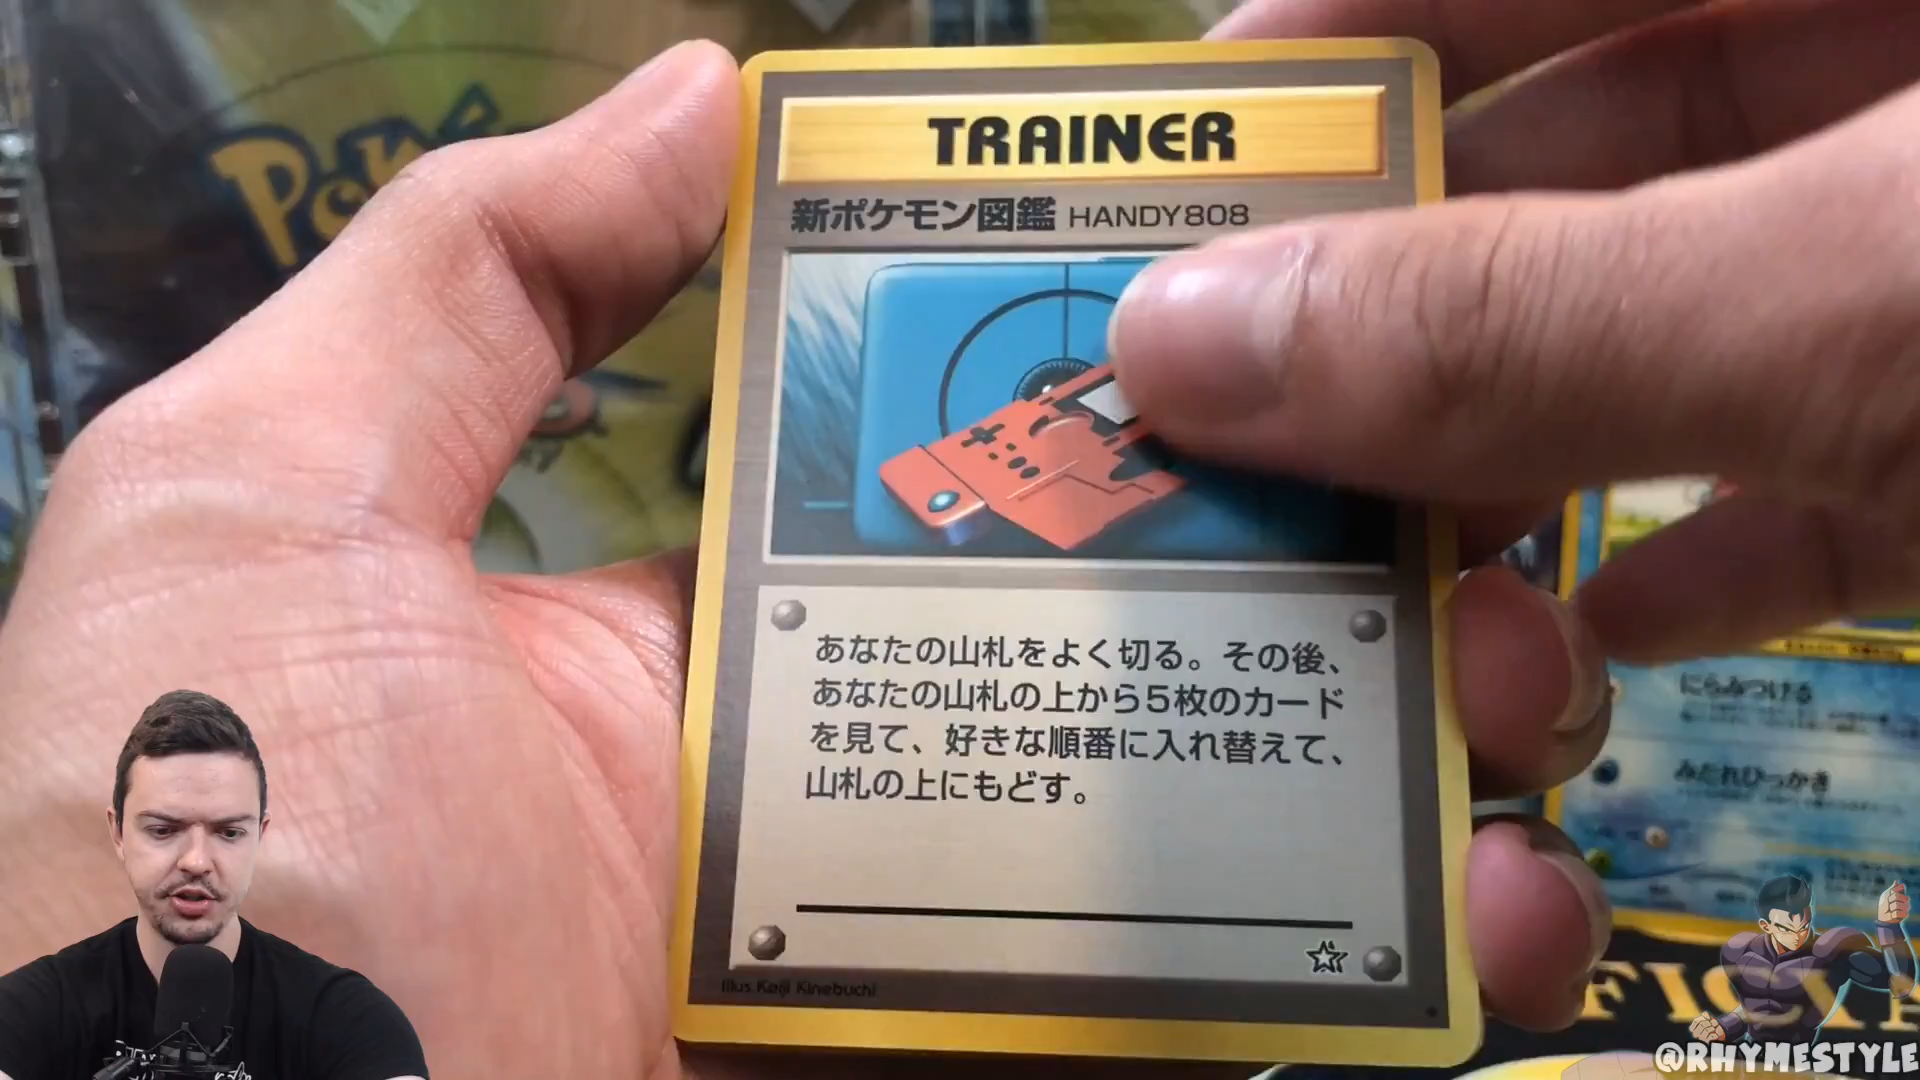 TRAINER
新ポケモン図鑑 HANDY808
あなたの山札をよく切る。その後、
あなたの山札の上から5枚のカード
を見て、好きな順番に入れ替えて、
山札の上にもどす。
Illus. Keiji Kinebuchi
にらみつける
みだれひっかき
@RHYMESTYLE